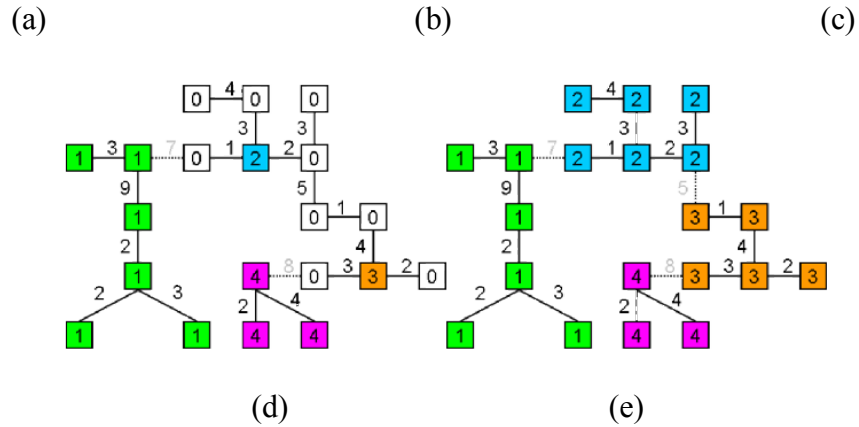 (a) (b) (c)
0 4 0 0 2 4 2 2
3 3 3 3
1 3 1 7 0 1 2 2 0 1 3 1 7 2 1 2 2 2
9 5 9 5
1 0 1 0 1 3 1 3
2 4 2 4
1 4 8 0 3 3 2 0 1 4 8 3 3 3 2 3
2 3 2 4 2 3 2 4
1 1 4 4 1 1 4 4
(d) (e)